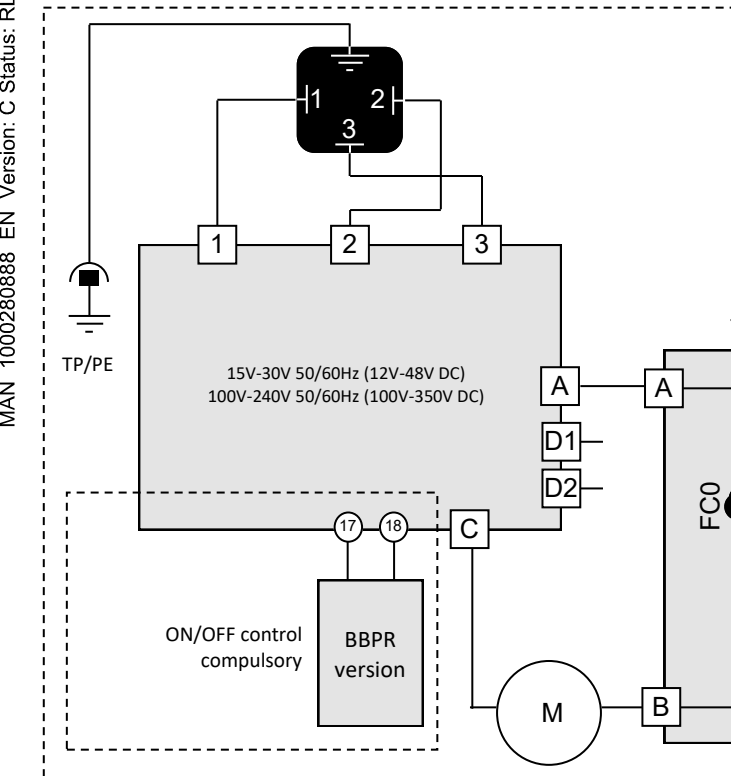 MAN 1000280888 EN Version: C Status:
1
2
3
1
2
3
TP/PE
15V-30V 50/60Hz (12V-48V DC)
100V-240V 50/60Hz (100V-350V DC)
A
A
D1
D2
FC0
17
18
C
ON/OFF control
compulsory
BBPR
version
M
B